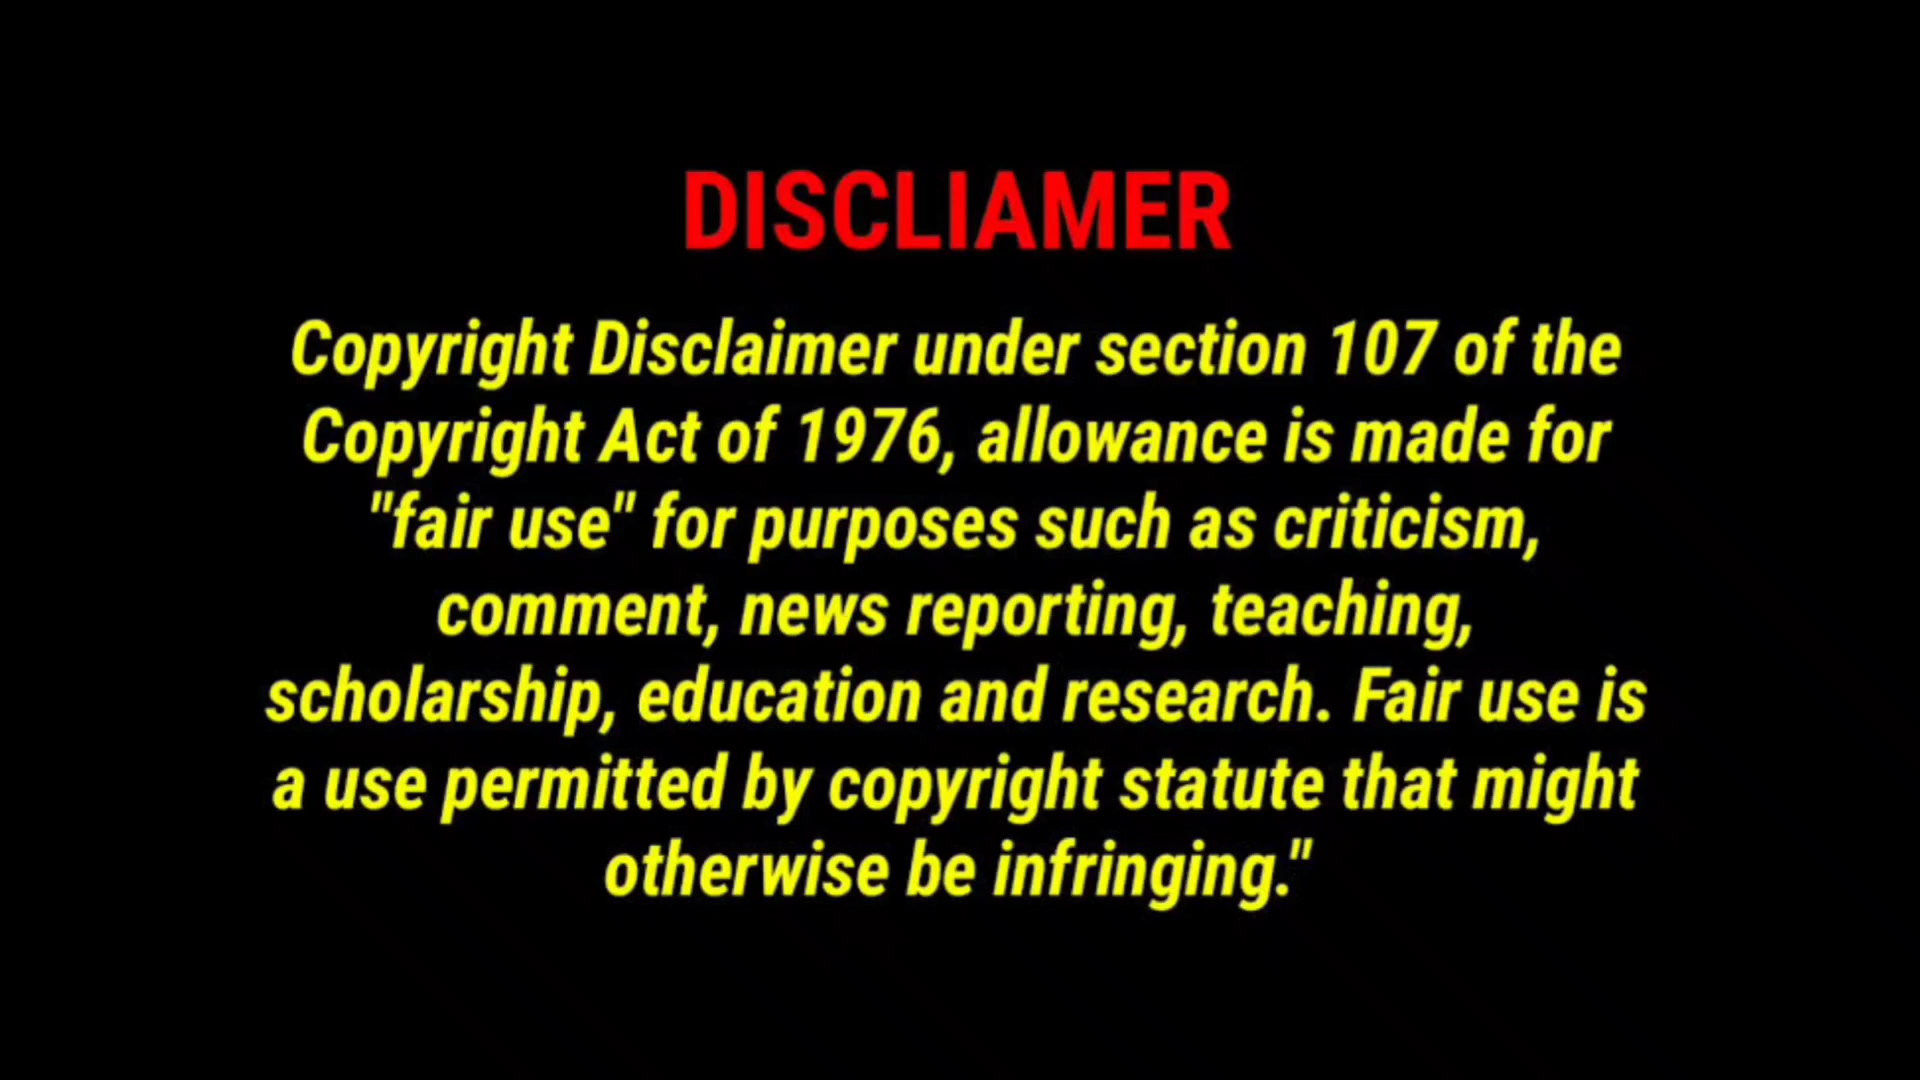 DISCLIAMER
Copyright Disclaimer under section 107 of the
Copyright Act of 1976, allowance is made for
"fair use" for purposes such as criticism,
comment, news reporting, teaching,
scholarship, education and research. Fair use is
a use permitted by copyright statute that might
otherwise be infringing."